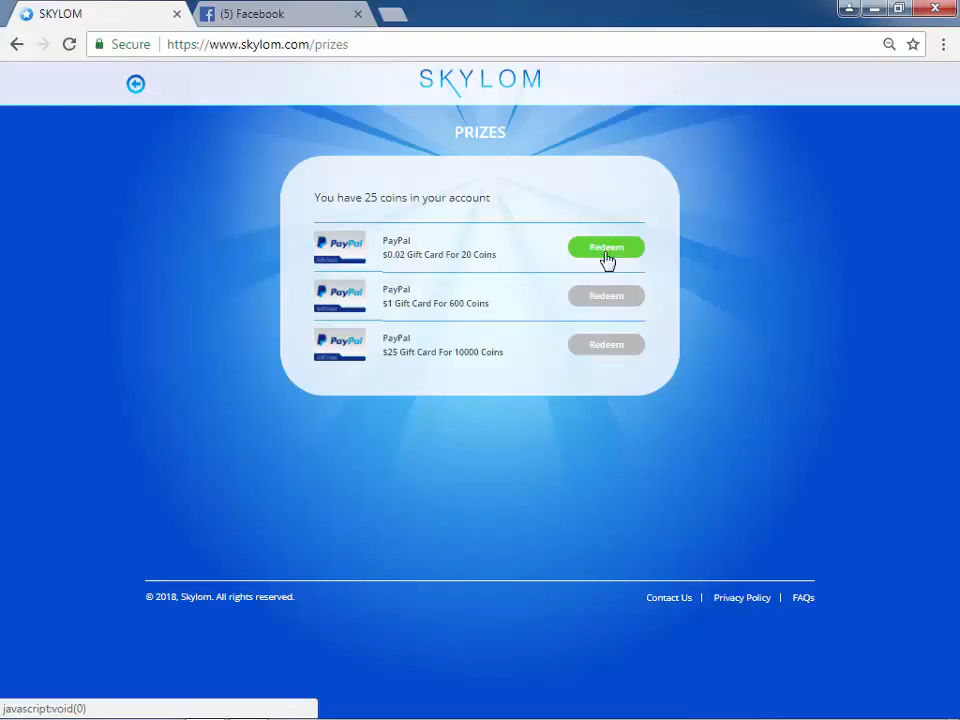 SKYLOM
(5) Facebook
Secure
https://www.skylom.com/prizes
SKYLOM
PRIZES
You have 25 coins in your account
PayPal
PayPal
$0.02 Gift Card For 20 Coins
Redeem
PayPal
PayPal
$1 Gift Card For 600 Coins
Redeem
PayPal
PayPal
$25 Gift Card For 10000 Coins
Redeem
© 2018, Skylom. All rights reserved.
Contact Us | Privacy Policy | FAQs
javascript:void(0)